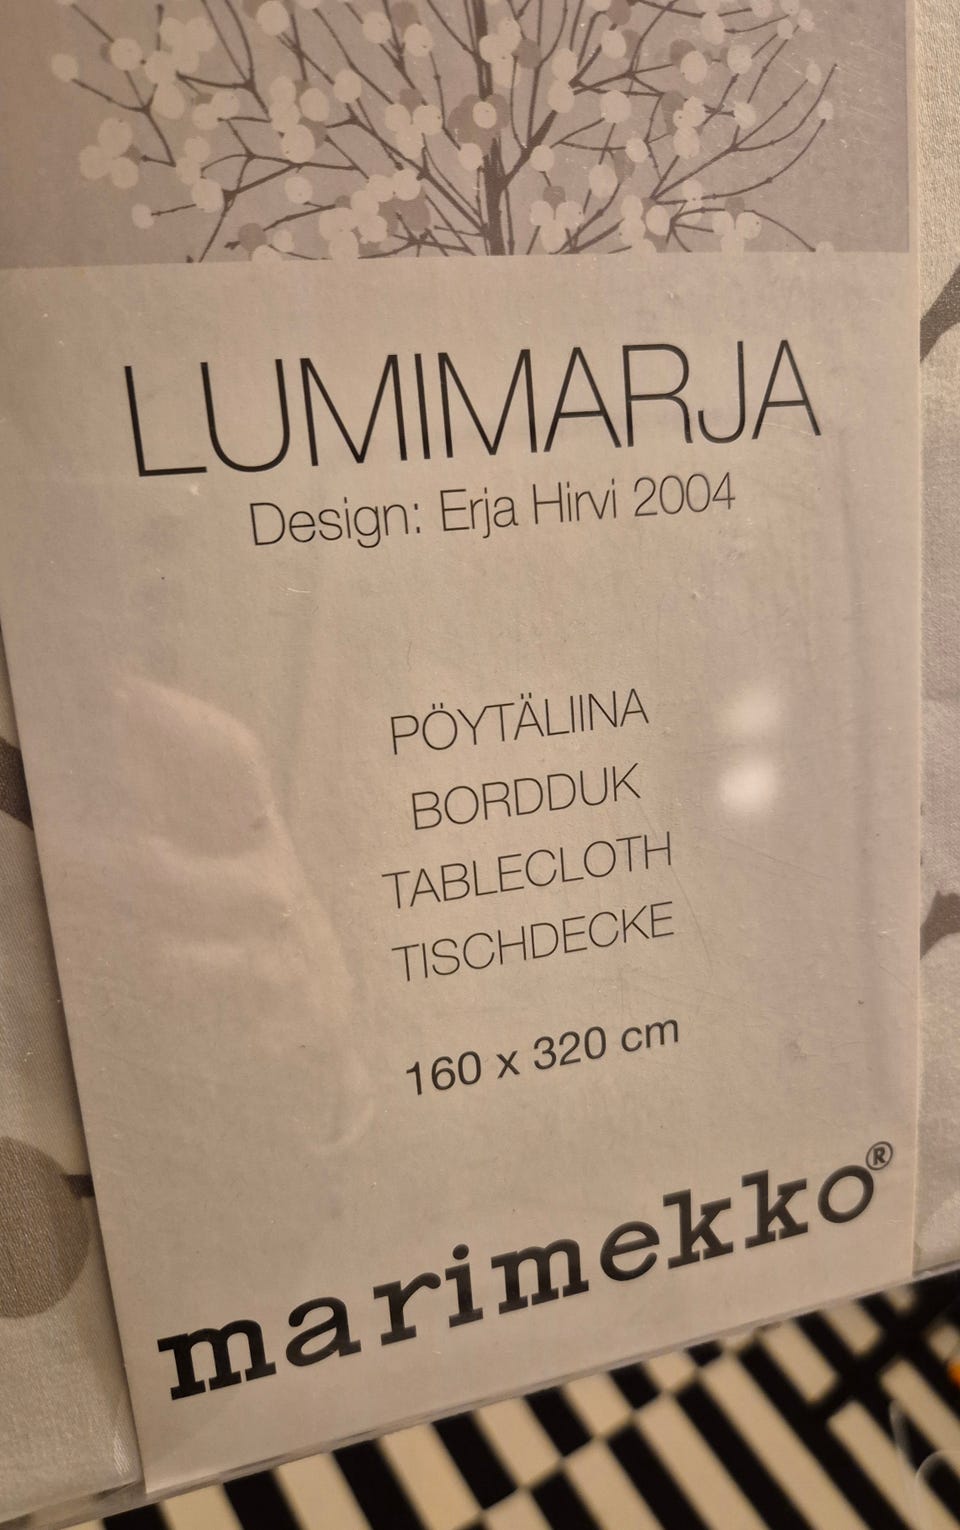 LUMIMARJA
Design: Erja Hirvi 2004
PÖYTÄLIINA
BORDDUK
TABLECLOTH
TISCHDECKE
160 x 320 cm
marimekko®